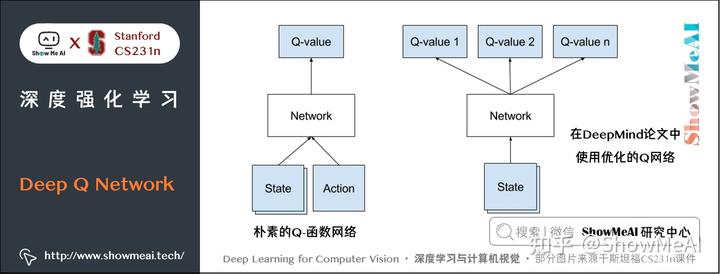 Show Me AI
X
Stanford
CS231n
深度强化学习
Deep Q Network
http://www.showmeai.tech/
Q-value
Network
State
Action
朴素的Q-函数网络
Q-value 1
Q-value 2
Q-value n
Network
State
在DeepMind论文中
使用优化的Q网络
ShowMeAI
搜索 | 微信 ShowMeAI 研究中心
知乎 @ShowMeAI
Deep Learning for Computer Vision · 深度学习与计算机视觉 · 部分图片来源于斯坦福CS231n课件